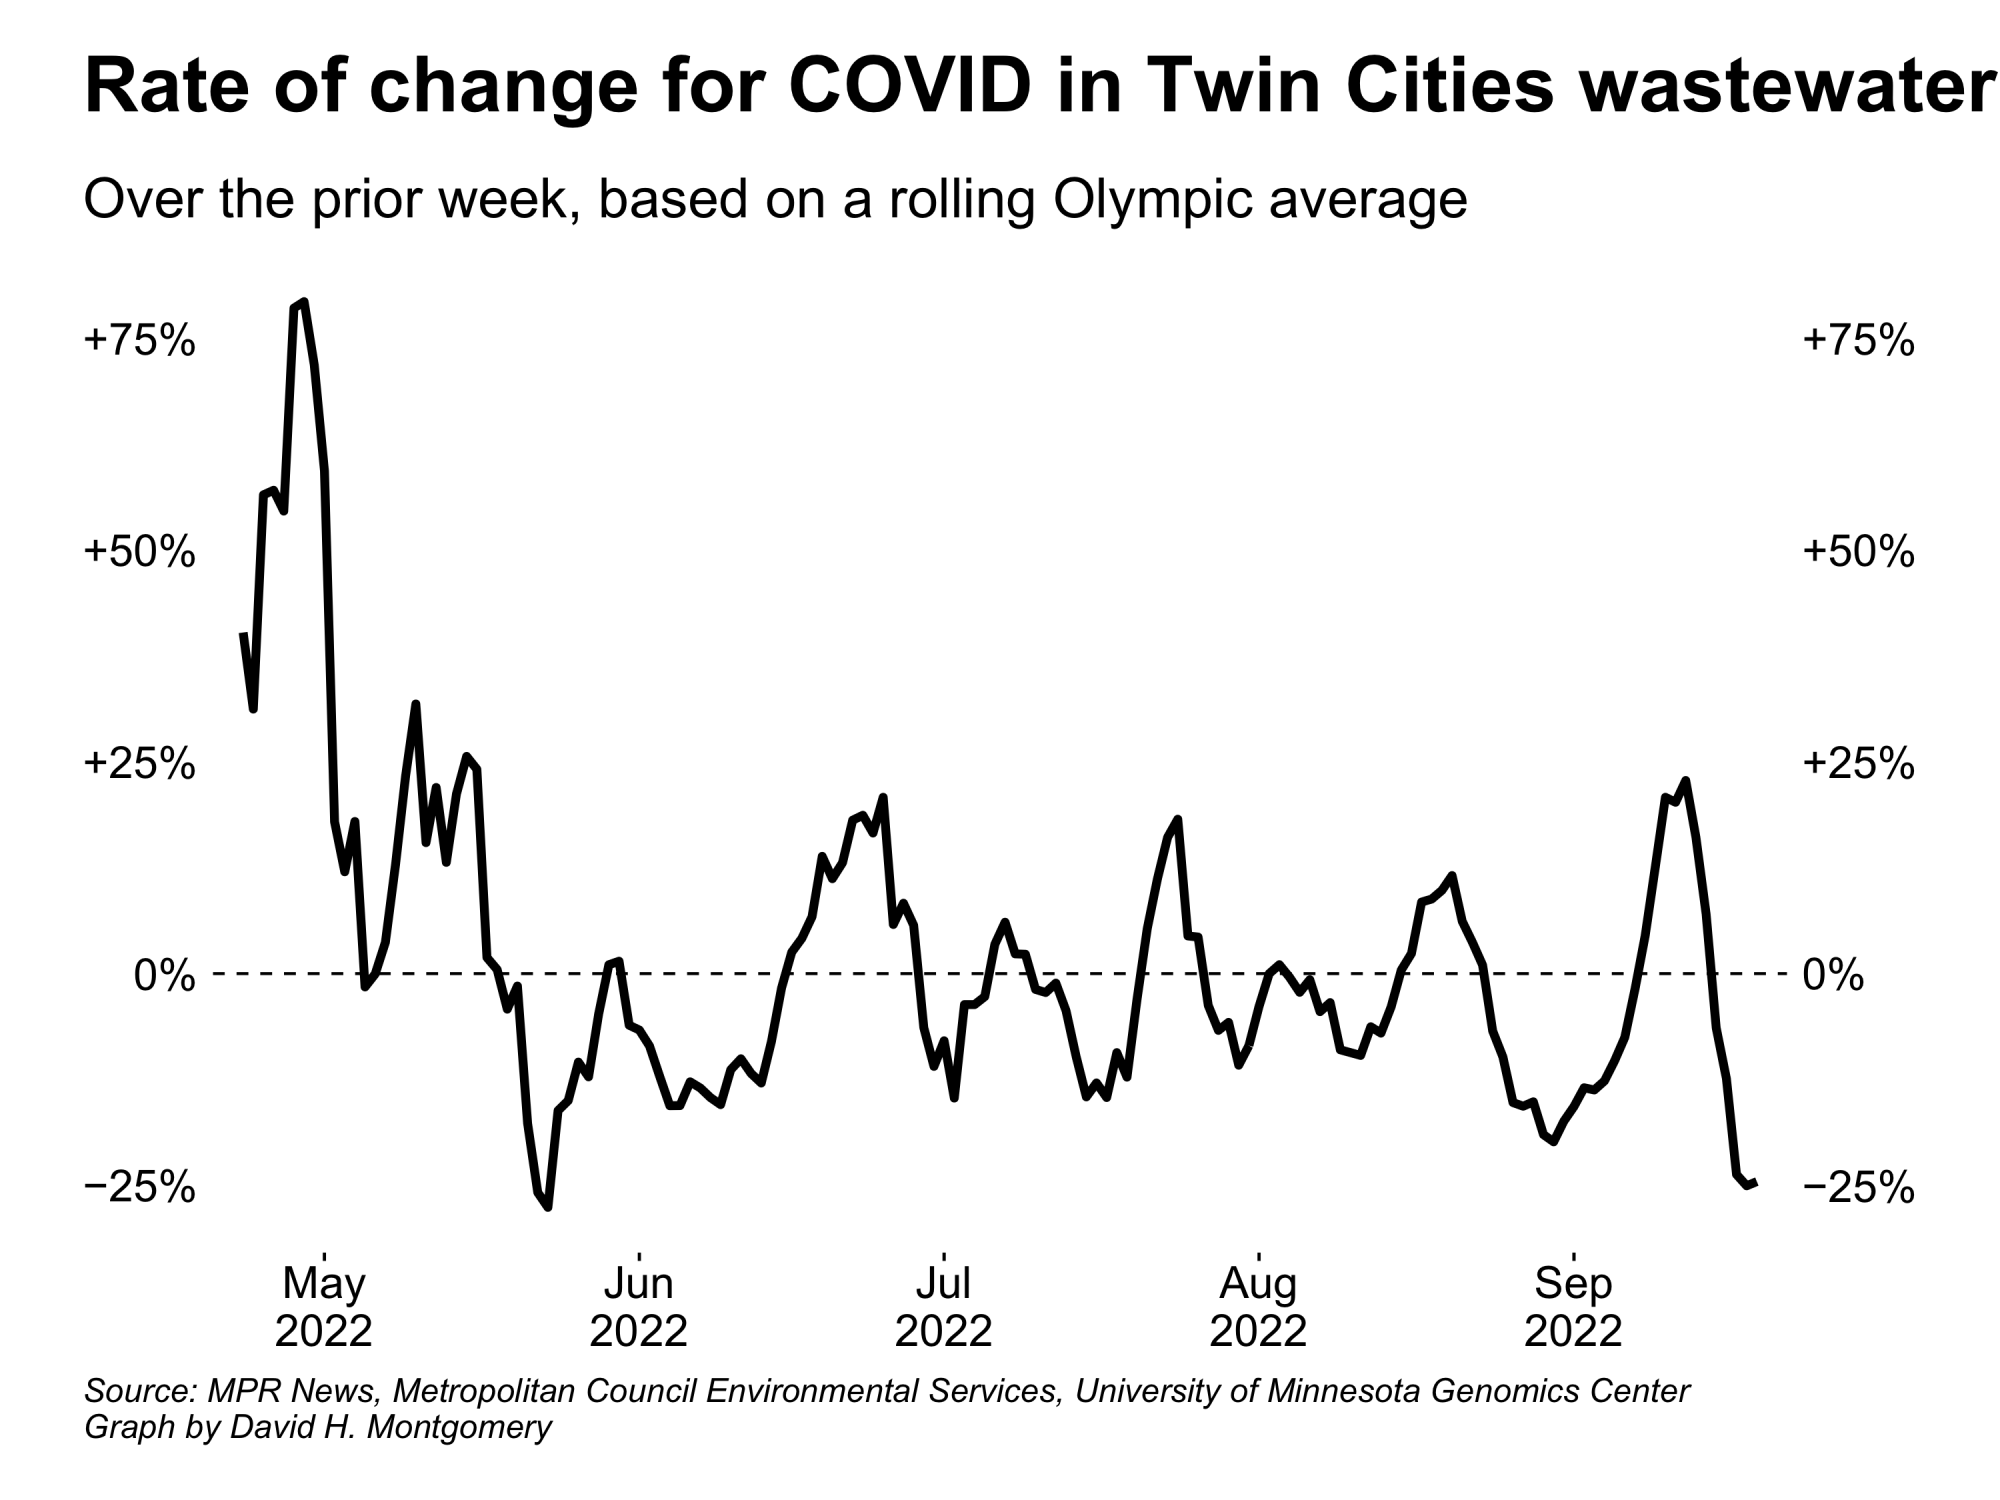 Rate of change for COVID in Twin Cities wastewater
Over the prior week, based on a rolling Olympic average
+75% +75%
+50% +50%
+25% +25%
0% 0%
−25% −25%
May Jun Jul Aug Sep
2022 2022 2022 2022 2022
Source: MPR News, Metropolitan Council Environmental Services, University of Minnesota Genomics Center
Graph by David H. Montgomery